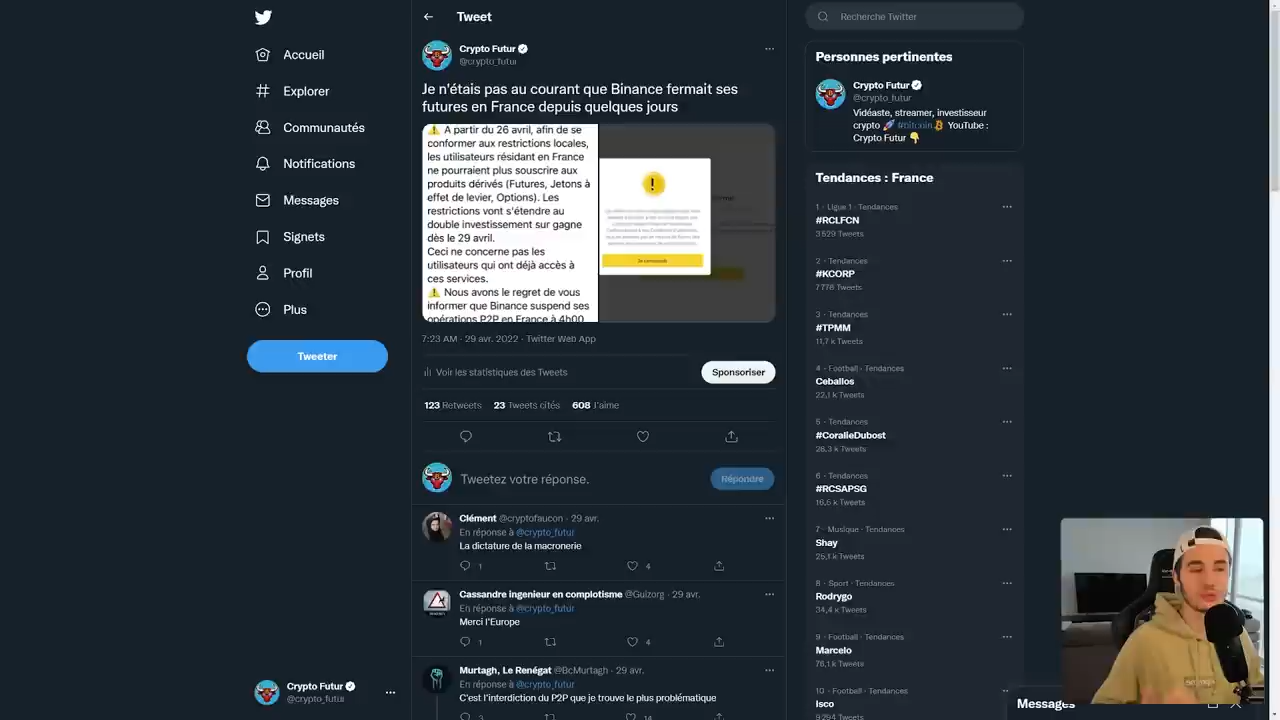 Accueil
Explorer
Communautés
Notifications
Messages
Signets
Profil
Plus
Tweeter
Crypto Futur
@crypto_futur
Tweet
Crypto Futur
@crypto_futur
Je n'étais pas au courant que Binance fermait ses
futures en France depuis quelques jours
A partir du 26 avril, afin de se
conformer aux restrictions locales,
les utilisateurs résidant en France
ne pourraient plus souscrire aux
produits dérivés (Futures, Jetons à
effet de levier, Options). Les
restrictions vont s'étendre au
double investissement sur gagne
dès le 29 avril.
Ceci ne concerne pas les
utilisateurs qui ont déjà accès à
ces services.
Nous avons le regret de vous
informer que Binance suspend ses
opérations P2P en France à 4h00
Je comprends
7:23 AM · 29 avr. 2022 · Twitter Web App
Voir les statistiques des Tweets
Sponsoriser
123 Retweets 23 Tweets cités 608 J'aime
Tweetez votre réponse.
Répondre
Clément @cryptofaucon · 29 avr.
En réponse à @crypto_futur
La dictature de la macronerie
1 4
Cassandre ingenieur en complotisme @Guizorg · 29 avr.
En réponse à @crypto_futur
Merci l'Europe
1 4
Murtagh, Le Renégat @BcMurtagh · 29 avr.
En réponse à @crypto_futur
C'est l'interdiction du P2P que je trouve le plus problématique
3 14
Recherche Twitter
Personnes pertinentes
Crypto Futur
@crypto_futur
Vidéaste, streamer, investisseur
crypto 🚀 #bitcoin YouTube :
Crypto Futur 👇
Tendances : France
1 · Ligue 1 · Tendances
#RCLFCN
3 529 Tweets
2 · Tendances
#KCORP
7 778 Tweets
3 · Tendances
#TPMM
11,7 k Tweets
4 · Football · Tendances
Ceballos
22,1 k Tweets
5 · Tendances
#CoralieDubost
28,3 k Tweets
6 · Tendances
#RCSAPSG
16,5 k Tweets
7 · Musique · Tendances
Shay
25,1 k Tweets
8 · Sport · Tendances
Rodrygo
34,4 k Tweets
9 · Football · Tendances
Marcelo
76,1 k Tweets
10 · Football · Tendances
Isco
9 294 Tweets
Messages